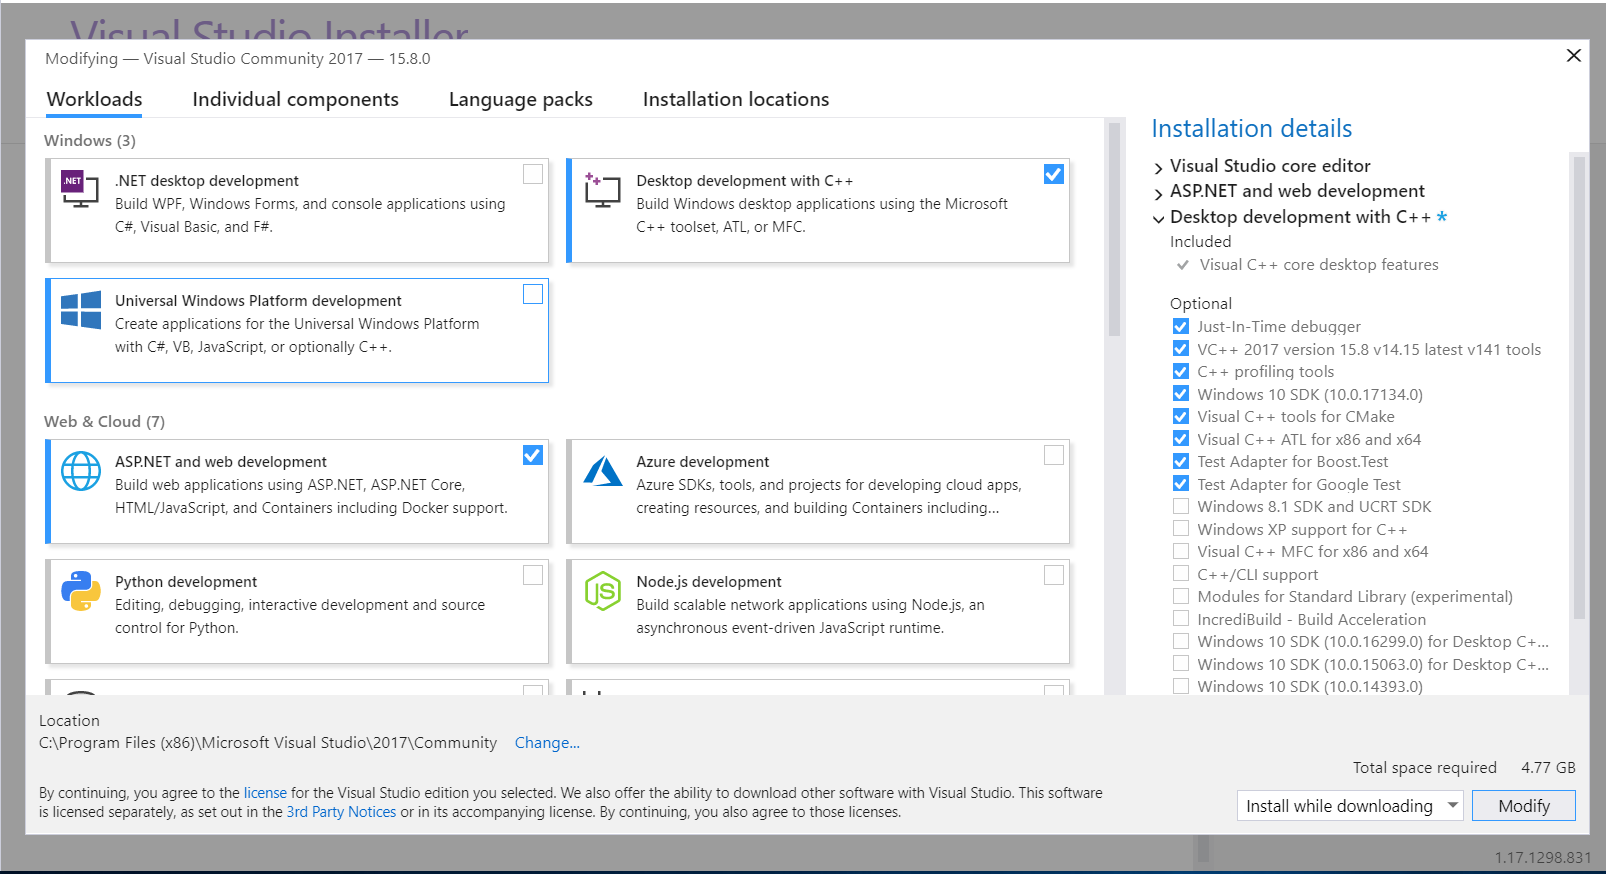 Visual Studio Installer
Modifying — Visual Studio Community 2017 — 15.8.0
Workloads
Individual components
Language packs
Installation locations
Windows (3)
.NET
.NET desktop development
Build WPF, Windows Forms, and console applications using
C#, Visual Basic, and F#.
Desktop development with C++
Build Windows desktop applications using the Microsoft
C++ toolset, ATL, or MFC.
Universal Windows Platform development
Create applications for the Universal Windows Platform
with C#, VB, JavaScript, or optionally C++.
Web & Cloud (7)
ASP.NET and web development
Build web applications using ASP.NET, ASP.NET Core,
HTML/JavaScript, and Containers including Docker support.
Azure development
Azure SDKs, tools, and projects for developing cloud apps,
creating resources, and building Containers including...
Python development
Editing, debugging, interactive development and source
control for Python.
JS
Node.js development
Build scalable network applications using Node.js, an
asynchronous event-driven JavaScript runtime.
Installation details
Visual Studio core editor
ASP.NET and web development
Desktop development with C++ *
Included
Visual C++ core desktop features
Optional
Just-In-Time debugger
VC++ 2017 version 15.8 v14.15 latest v141 tools
C++ profiling tools
Windows 10 SDK (10.0.17134.0)
Visual C++ tools for CMake
Visual C++ ATL for x86 and x64
Test Adapter for Boost.Test
Test Adapter for Google Test
Windows 8.1 SDK and UCRT SDK
Windows XP support for C++
Visual C++ MFC for x86 and x64
C++/CLI support
Modules for Standard Library (experimental)
IncrediBuild - Build Acceleration
Windows 10 SDK (10.0.16299.0) for Desktop C+...
Windows 10 SDK (10.0.15063.0) for Desktop C+...
Windows 10 SDK (10.0.14393.0)
Location
C:\Program Files (x86)\Microsoft Visual Studio\2017\Community Change...
Total space required 4.77 GB
By continuing, you agree to the license for the Visual Studio edition you selected. We also offer the ability to download other software with Visual Studio. This software
is licensed separately, as set out in the 3rd Party Notices or in its accompanying license. By continuing, you also agree to those licenses.
Install while downloading
Modify
1.17.1298.831